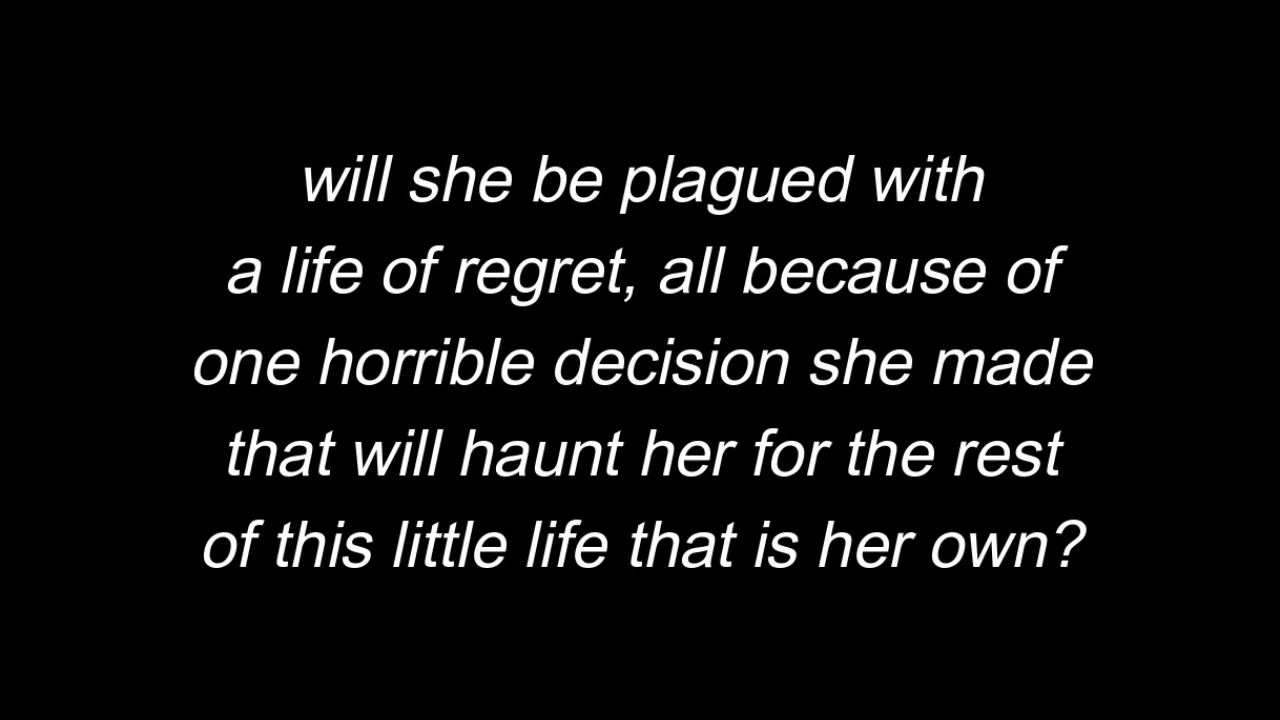 will she be plagued with
a life of regret, all because of
one horrible decision she made
that will haunt her for the rest
of this little life that is her own?